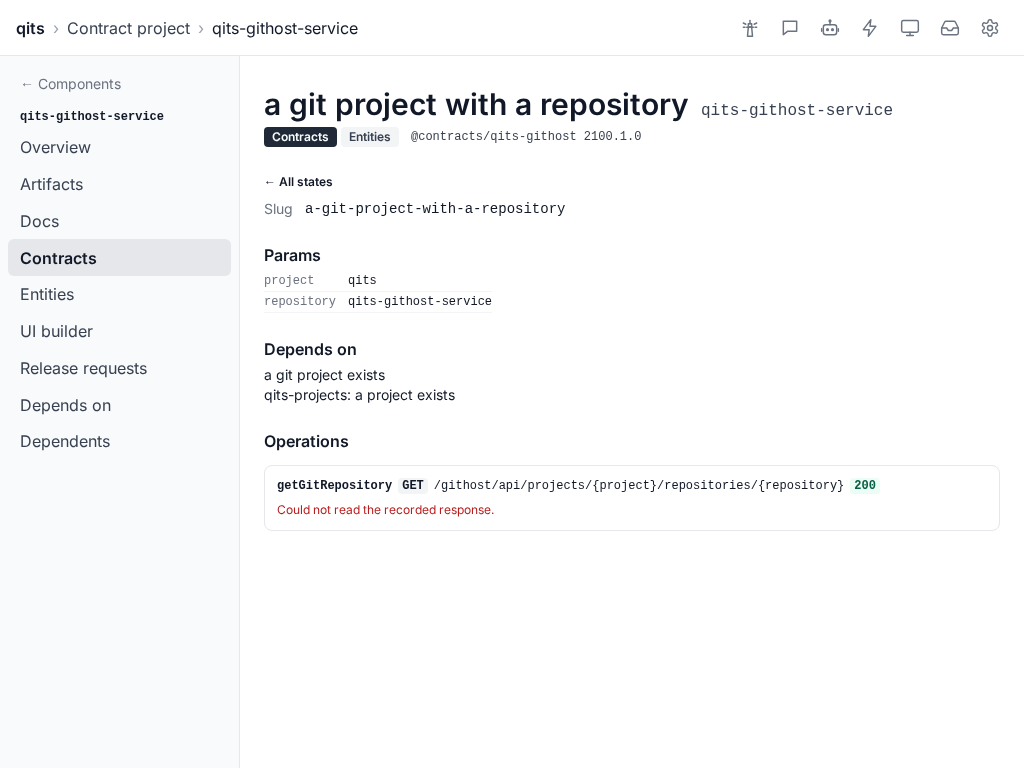 qits › Contract project › qits-githost-service
← Components
qits-githost-service
Overview
Artifacts
Docs
Contracts
Entities
UI builder
Release requests
Depends on
Dependents
a git project with a repository qits-githost-service
Contracts Entities @contracts/qits-githost 2100.1.0
← All states
Slug a-git-project-with-a-repository
Params
project qits
repository qits-githost-service
Depends on
a git project exists
qits-projects: a project exists
Operations
getGitRepository GET /githost/api/projects/{project}/repositories/{repository} 200
Could not read the recorded response.